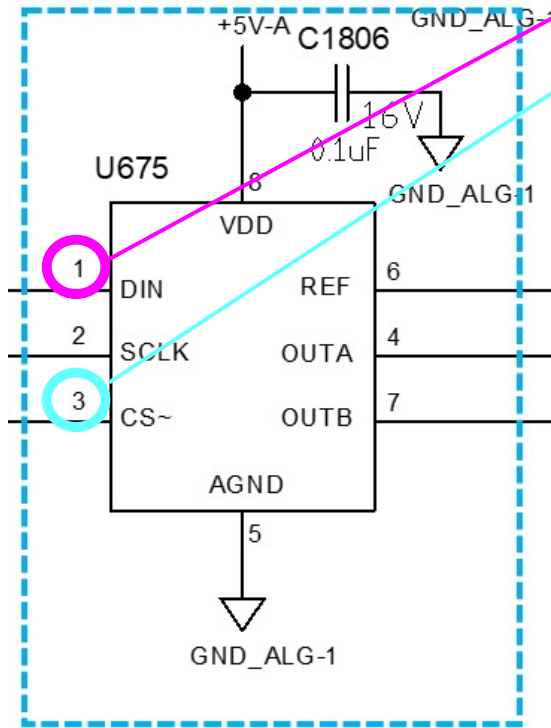 +5V-A C1806 GND_ALG-1
16V
0.1uF
U675 8 GND_ALG-1
VDD
1 DIN REF 6
2 SCLK OUTA 4
3 CS~ OUTB 7
AGND
5
GND_ALG-1